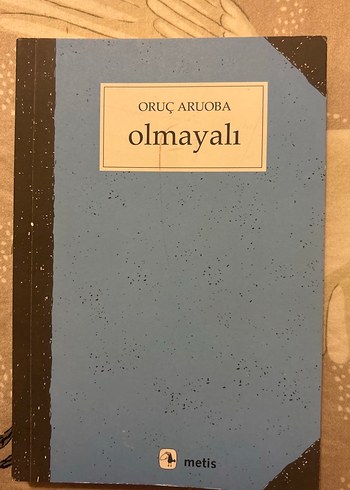 ORUÇ ARUOBA
olmayalı
metis